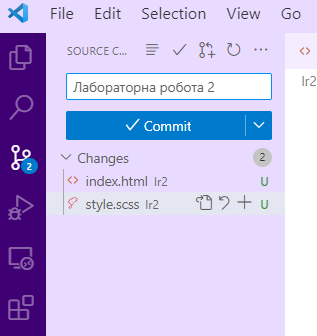 File Edit Selection View Go
SOURCE C...
Лабораторна робота 2
Commit
Changes 2
index.html lr2 U
style.scss lr2 U
2
lr2